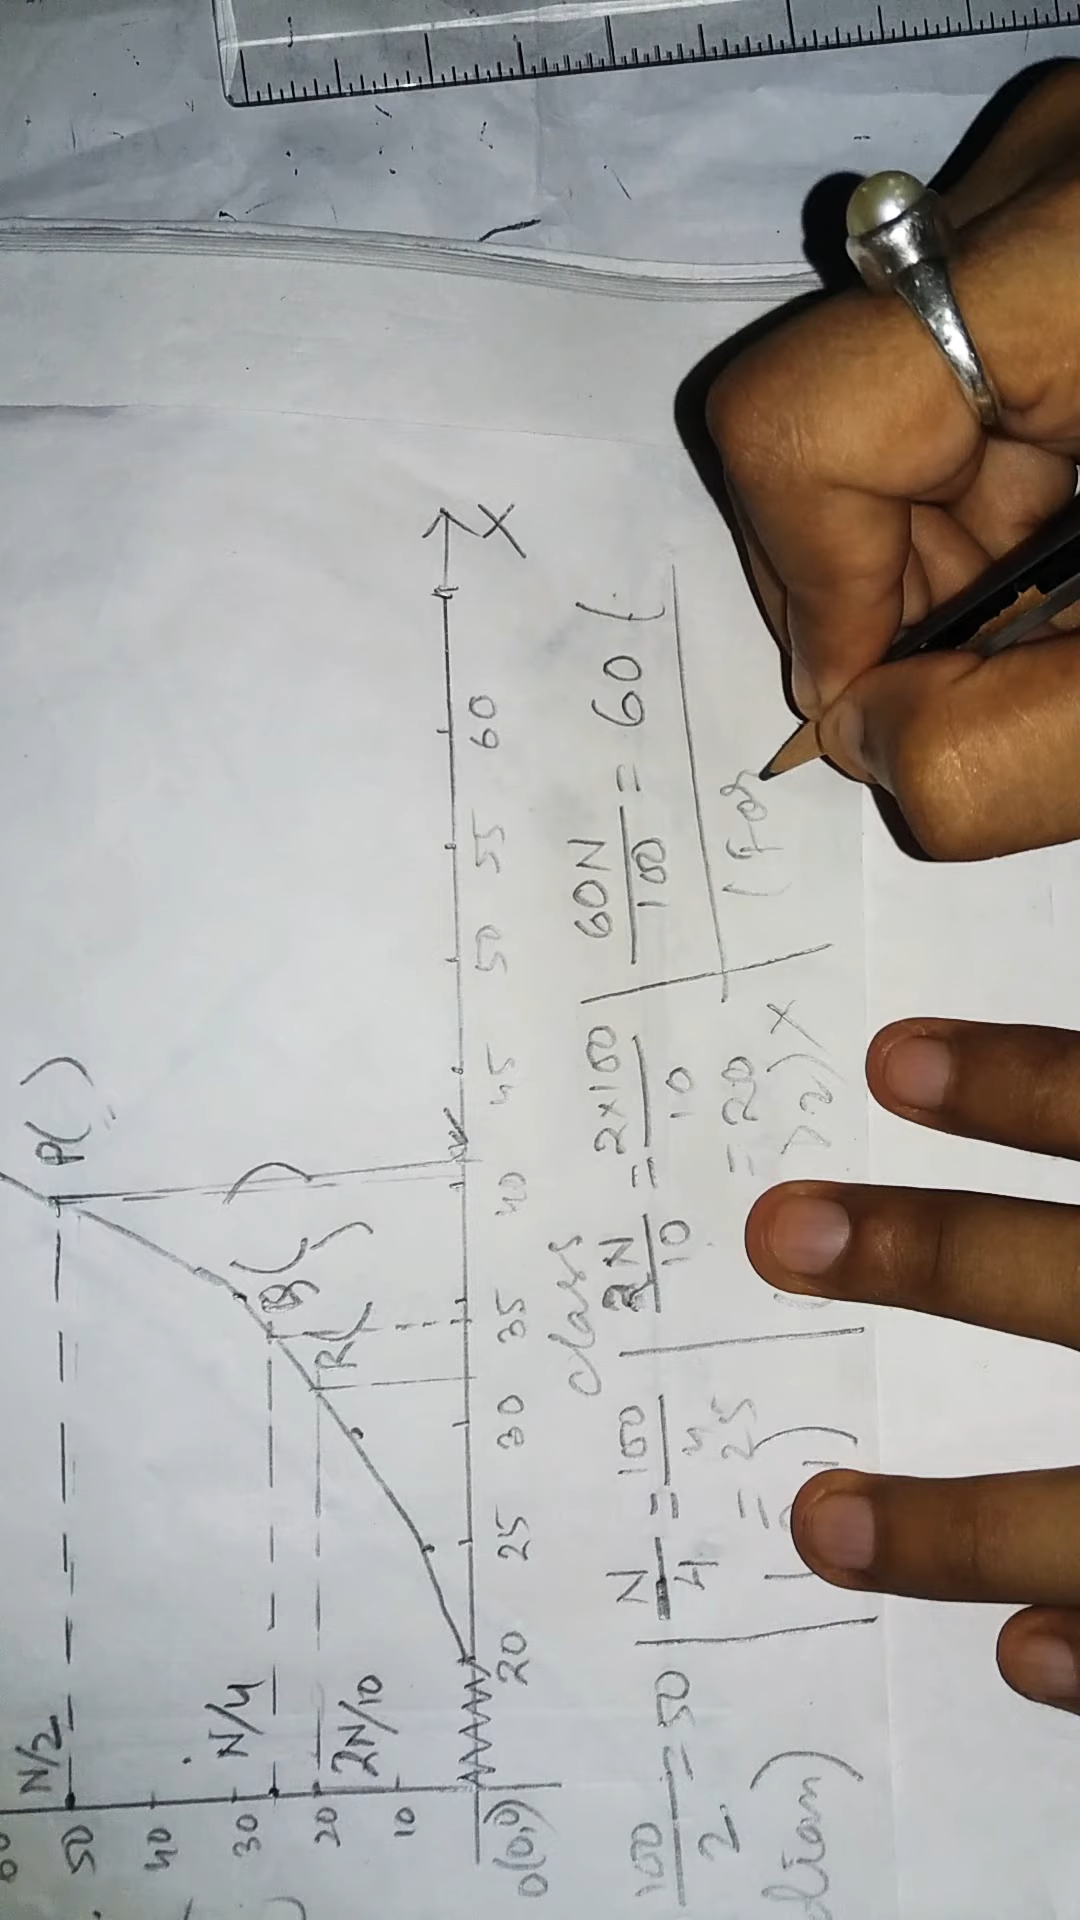 P( )
N/2
60
50
40
N/4
30
Q( )
R(
20
2N/10
10
O(0,0)
20 25 30 35 40 45 50 55 60 X
class
100/2 = 50
N/4 = 100/4
= 25
2N/10 = 2×100/10
= 20
60N/100 = 60 (
(For